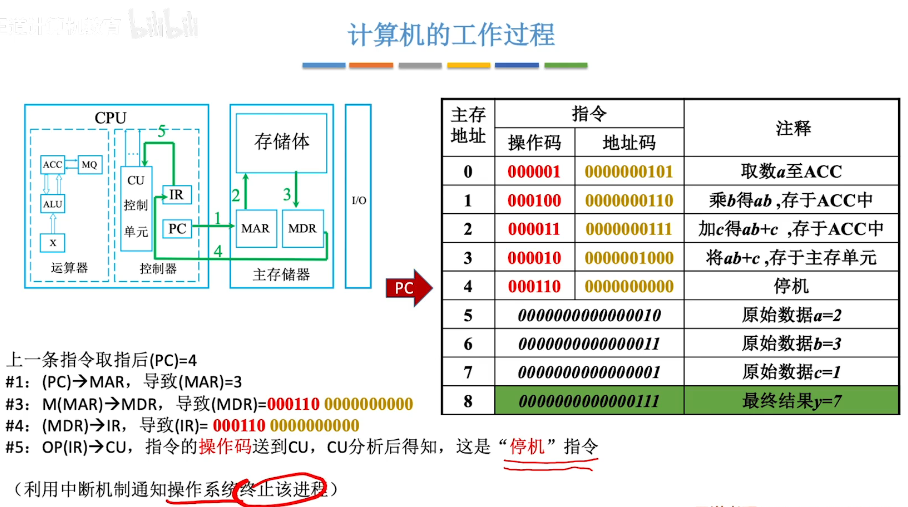 bilibili
计算机的工作过程
CPU
ACC
MQ
ALU
X
运算器
5
CU
控制
单元
IR
PC
控制器
1
2
3
4
存储体
MAR
MDR
主存储器
I/O
PC
主存地址 指令 注释
操作码 地址码
0 000001 0000000101 取数a至ACC
1 000100 0000000110 乘b得ab ,存于ACC中
2 000011 0000000111 加c得ab+c ,存于ACC中
3 000010 0000001000 将ab+c ,存于主存单元
4 000110 0000000000 停机
5 0000000000000010 原始数据a=2
6 0000000000000011 原始数据b=3
7 0000000000000001 原始数据c=1
8 0000000000000111 最终结果y=7
上一条指令取指后(PC)=4
#1：(PC)→MAR，导致(MAR)=3
#3：M(MAR)→MDR，导致(MDR)=000110 0000000000
#4：(MDR)→IR，导致(IR)= 000110 0000000000
#5：OP(IR)→CU，指令的操作码送到CU，CU分析后得知，这是“停机”指令
（利用中断机制通知操作系统终止该进程）